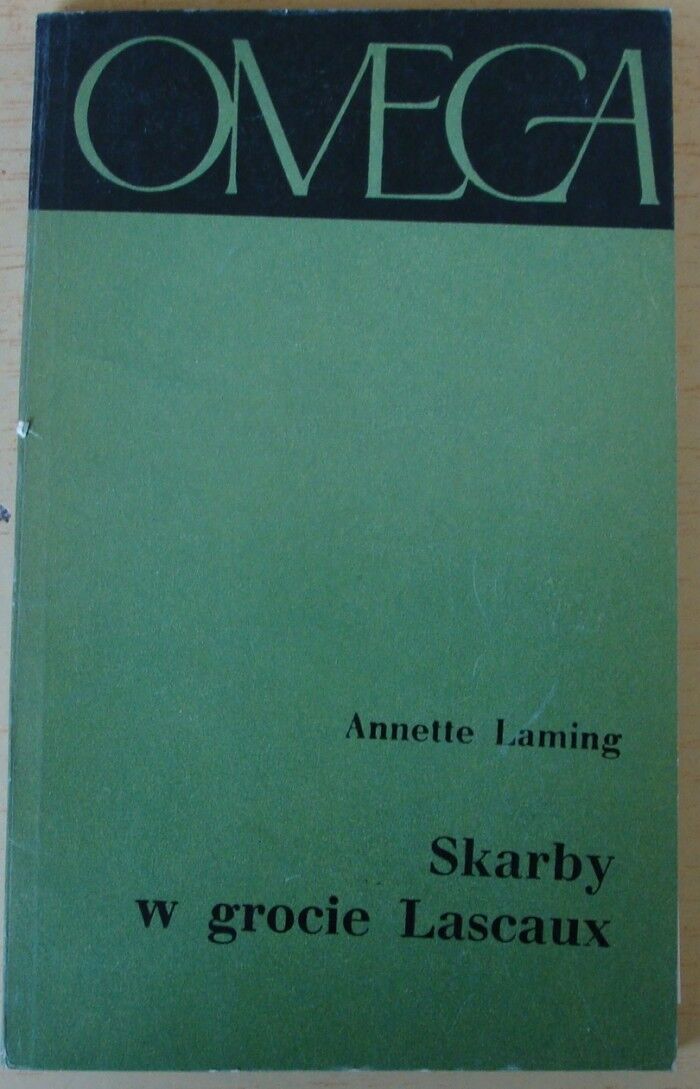 OMEGA
Annette Laming
Skarby
w grocie Lascaux